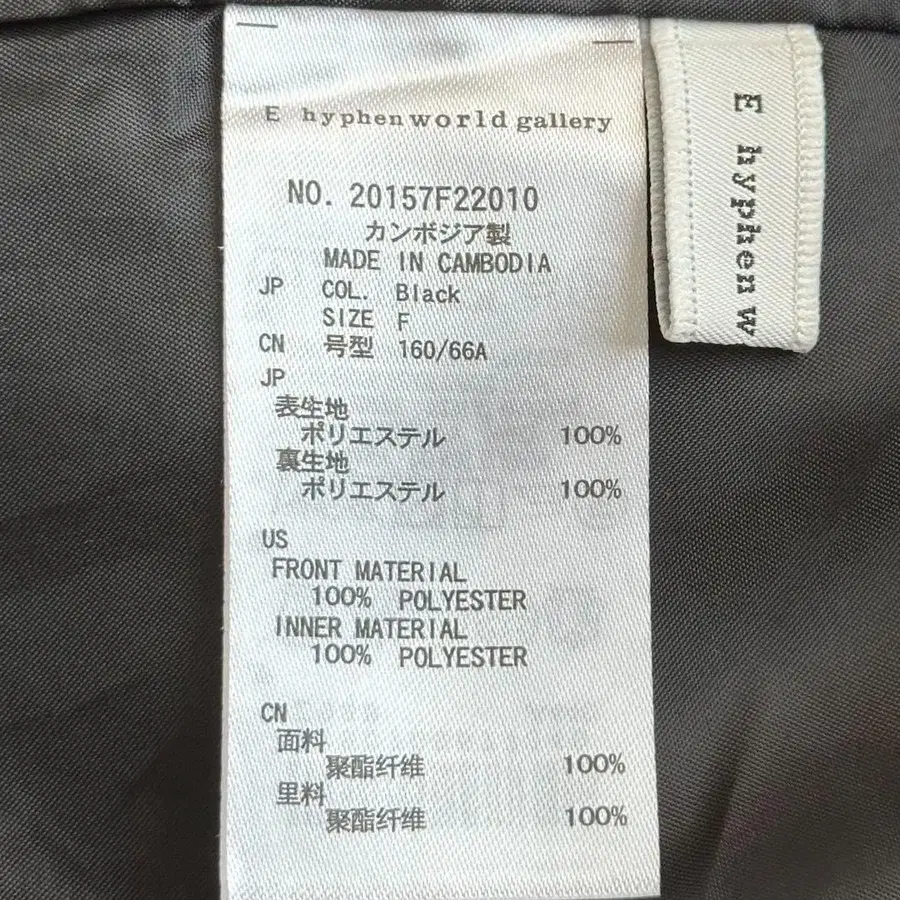 E hyphen world gallery
NO. 20157F22010
カンボジア製
MADE IN CAMBODIA
JP COL. Black
SIZE F
CN 号型 160/66A
JP
表生地
ポリエステル 100%
裏生地
ポリエステル 100%
US
FRONT MATERIAL
100% POLYESTER
INNER MATERIAL
100% POLYESTER
CN
面料
聚酯纤维 100%
里料
聚酯纤维 100%
E hyphen w